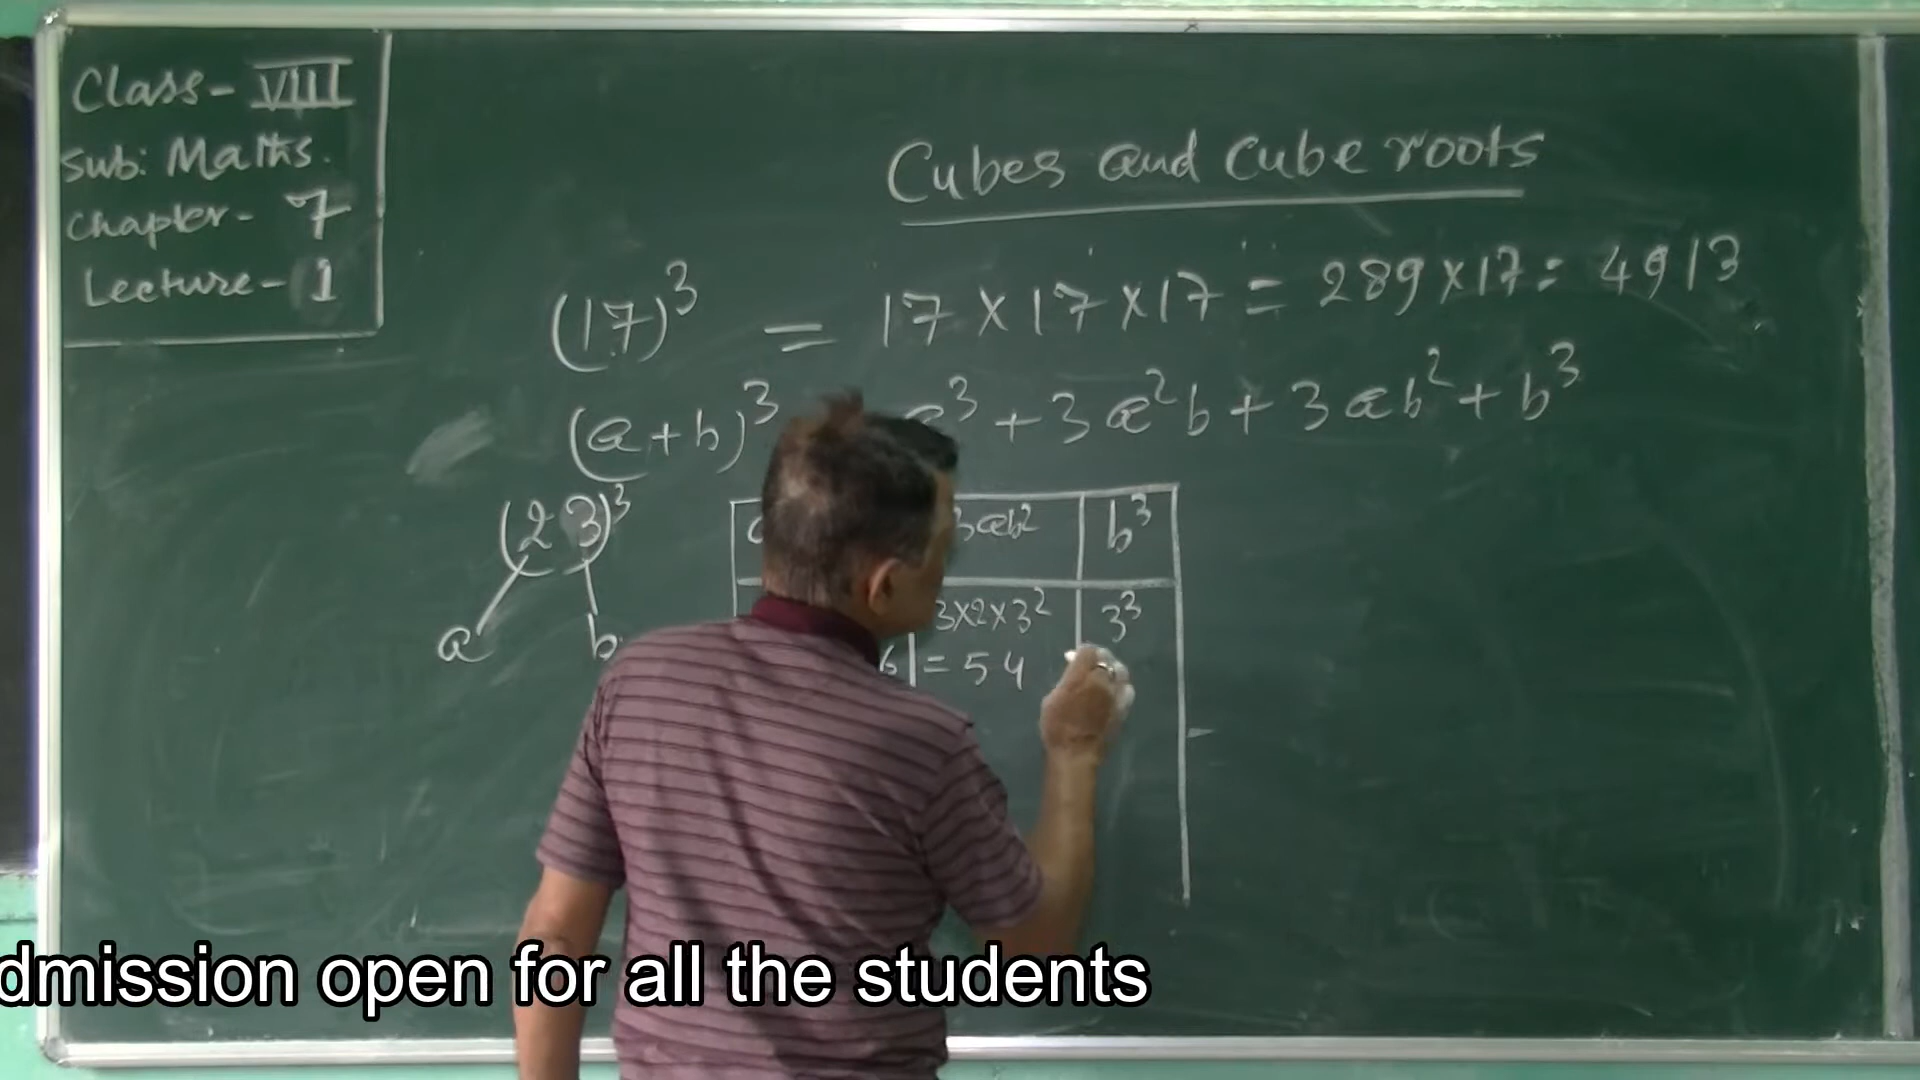 Class- VIII
Sub: Maths.
Chapter- 7
Lecture- 1
Cubes and Cube roots
(17)³ = 17 × 17 × 17 = 289 × 17 = 4913
(a+b)³ a³ + 3a²b + 3ab² + b³
(23)³
a b
3ab² b³
3×2×3² 3³
6 = 54
dmission open for all the students